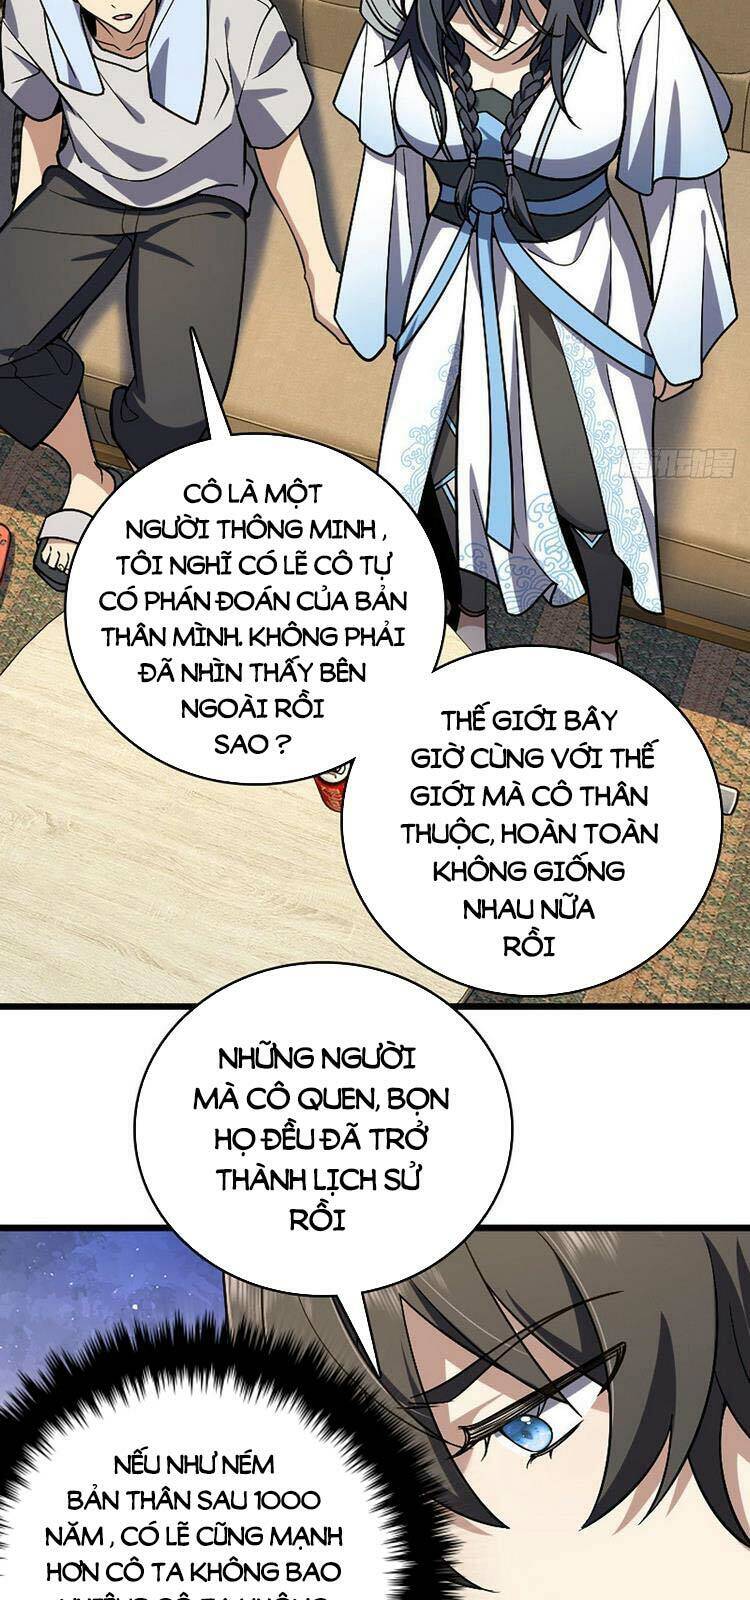 CÔ LÀ MỘT
NGƯỜI THÔNG MINH ,
TÔI NGHĨ CÓ LẼ CÔ TỰ
CÓ PHÁN ĐOÁN CỦA BẢN
THÂN MÌNH. KHÔNG PHẢI
ĐÃ NHÌN THẤY BÊN
NGOÀI RỒI
SAO ?
THẾ GIỚI BÂY
GIỜ CÙNG VỚI THẾ
GIỚI MÀ CÔ THÂN
THUỘC, HOÀN TOÀN
KHÔNG GIỐNG
NHAU NỮA
RỒI
NHỮNG NGƯỜI
MÀ CÔ QUEN, BỌN
HỌ ĐỀU ĐÃ TRỞ
THÀNH LỊCH SỬ
RỒI
NẾU NHƯ NÉM
BẢN THÂN SAU 1000
NĂM , CÓ LẼ CŨNG MẠNH
HƠN CÔ TA KHÔNG BAO